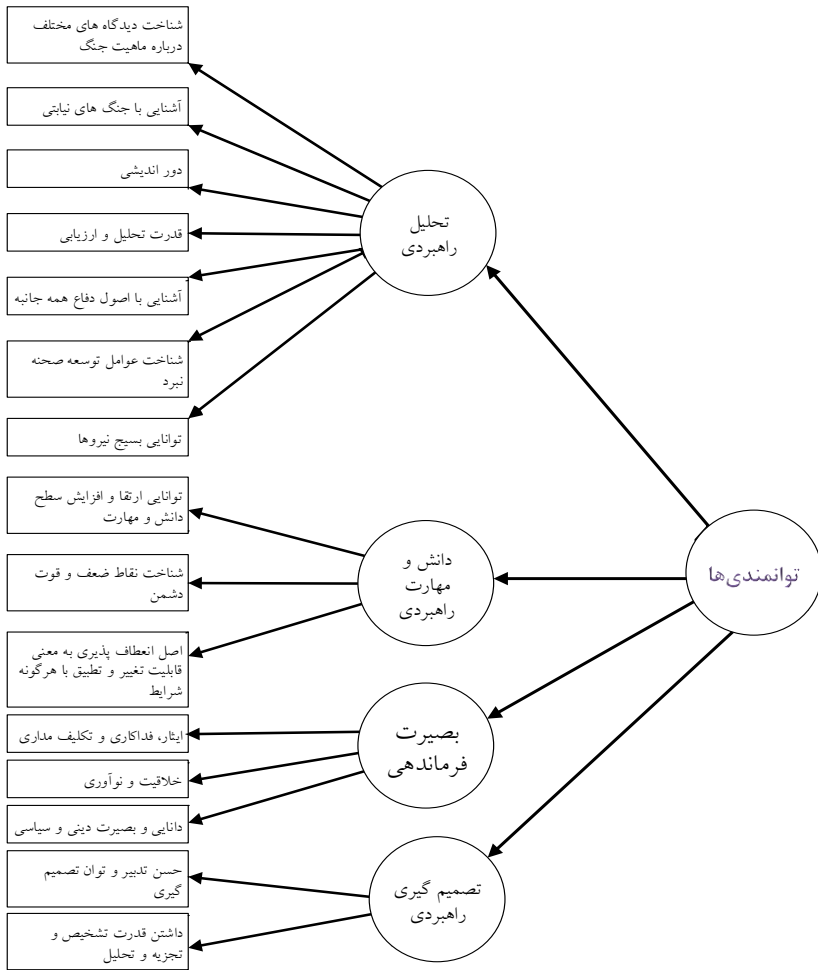 شناخت دیدگاه های مختلف
درباره ماهیت جنگ
آشنایی با جنگ های نیابتی
دور اندیشی
قدرت تحلیل و ارزیابی
آشنایی با اصول دفاع همه جانبه
شناخت عوامل توسعه صحنه
نبرد
توانایی بسیج نیروها
تحلیل
راهبردی
توانایی ارتقا و افزایش سطح
دانش و مهارت
شناخت نقاط ضعف و قوت
دشمن
اصل انعطاف پذیری به معنی
قابلیت تغییر و تطبیق با هرگونه
شرایط
دانش و
مهارت
راهبردی
توانمندی‌ها
ایثار، فداکاری و تکلیف مداری
خلاقیت و نوآوری
دانایی و بصیرت دینی و سیاسی
بصیرت
فرماندهی
حسن تدبیر و توان تصمیم
گیری
داشتن قدرت تشخیص و
تجزیه و تحلیل
تصمیم گیری
راهبردی